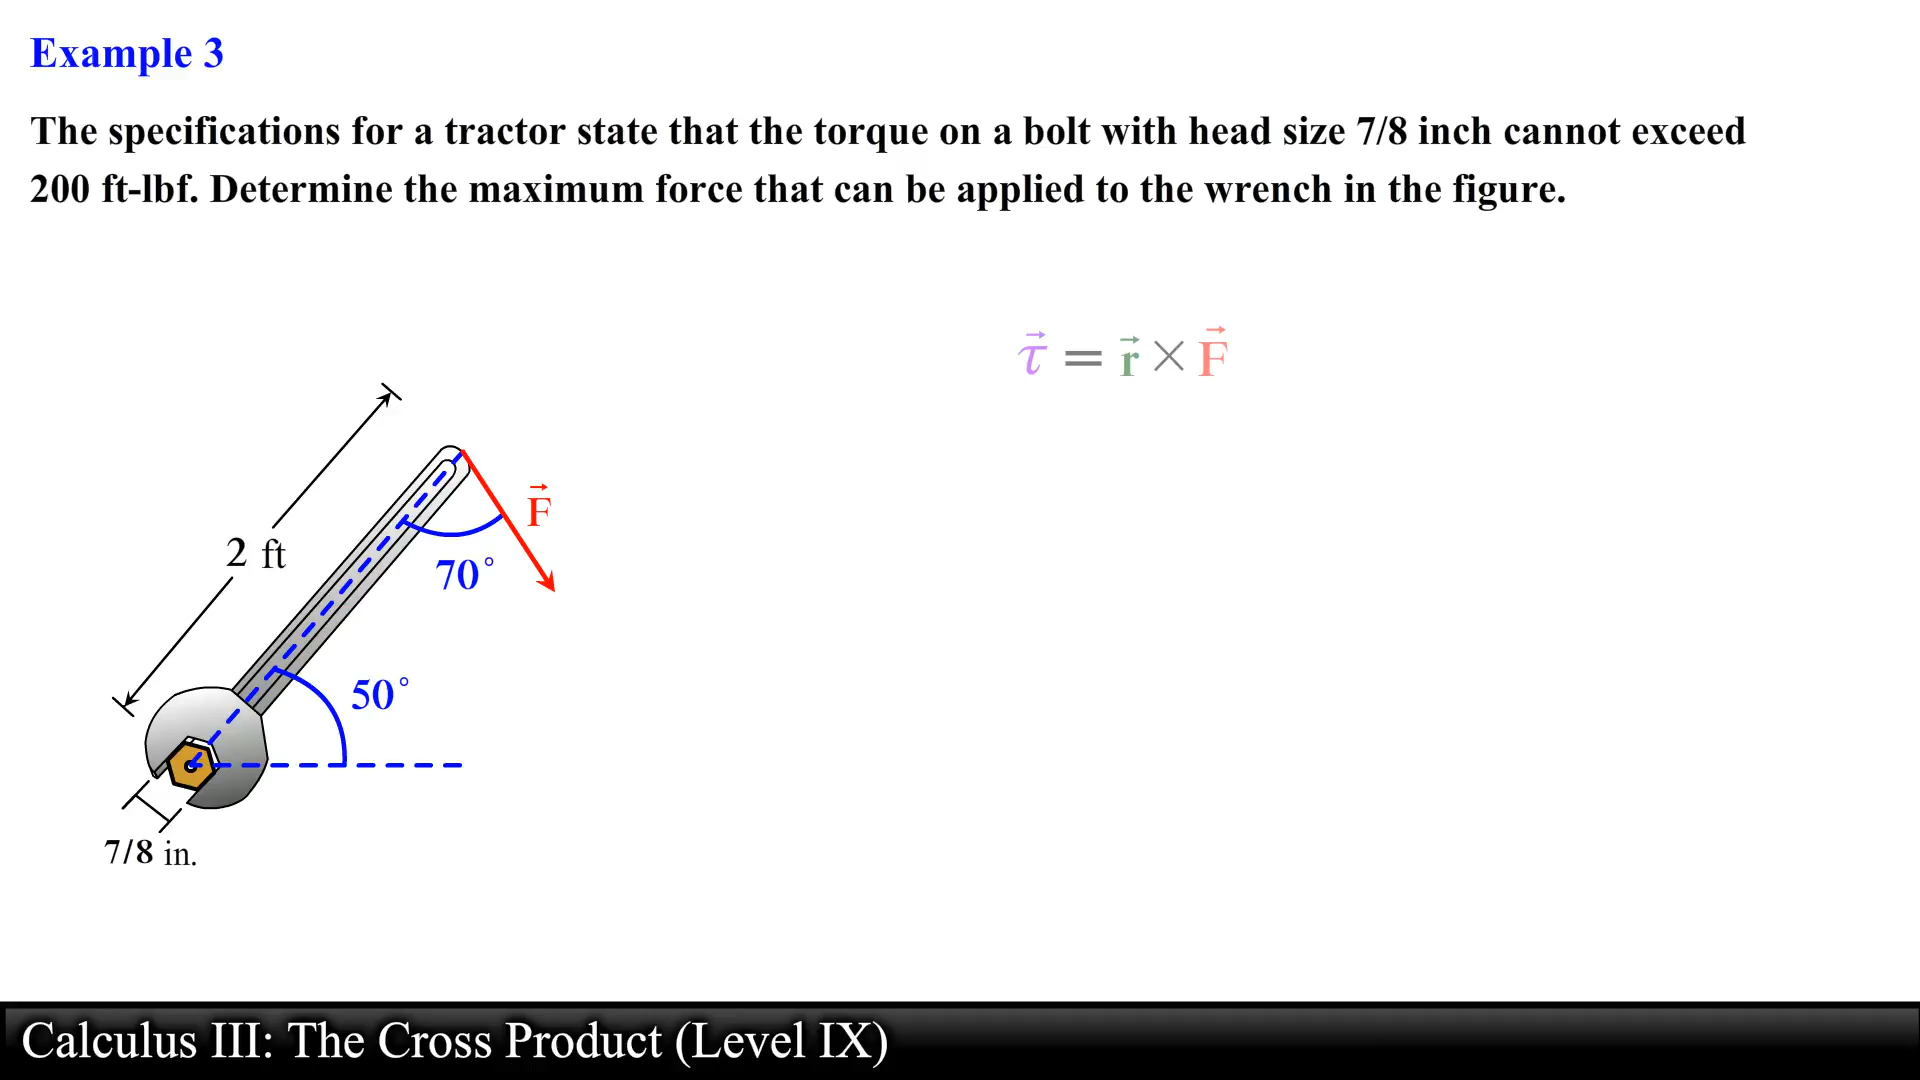 Example 3
The specifications for a tractor state that the torque on a bolt with head size 7/8 inch cannot exceed
200 ft-lbf. Determine the maximum force that can be applied to the wrench in the figure.
τ⃗ = r⃗ × F⃗
F⃗
2 ft
70°
50°
7/8 in.
Calculus III: The Cross Product (Level IX)